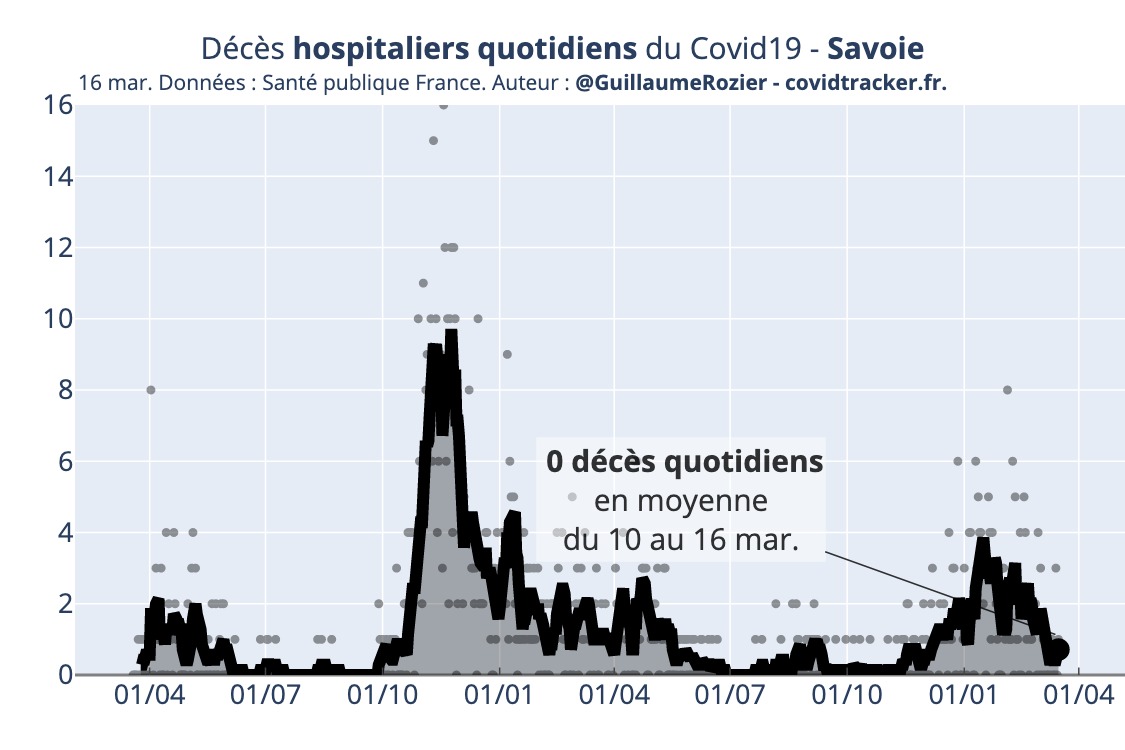 Décès hospitaliers quotidiens du Covid19 - Savoie
16 mar. Données : Santé publique France. Auteur : @GuillaumeRozier - covidtracker.fr.
16
14
12
10
8
6
4
2
0
0 décès quotidiens
en moyenne
du 10 au 16 mar.
01/04 01/07 01/10 01/01 01/04 01/07 01/10 01/01 01/04